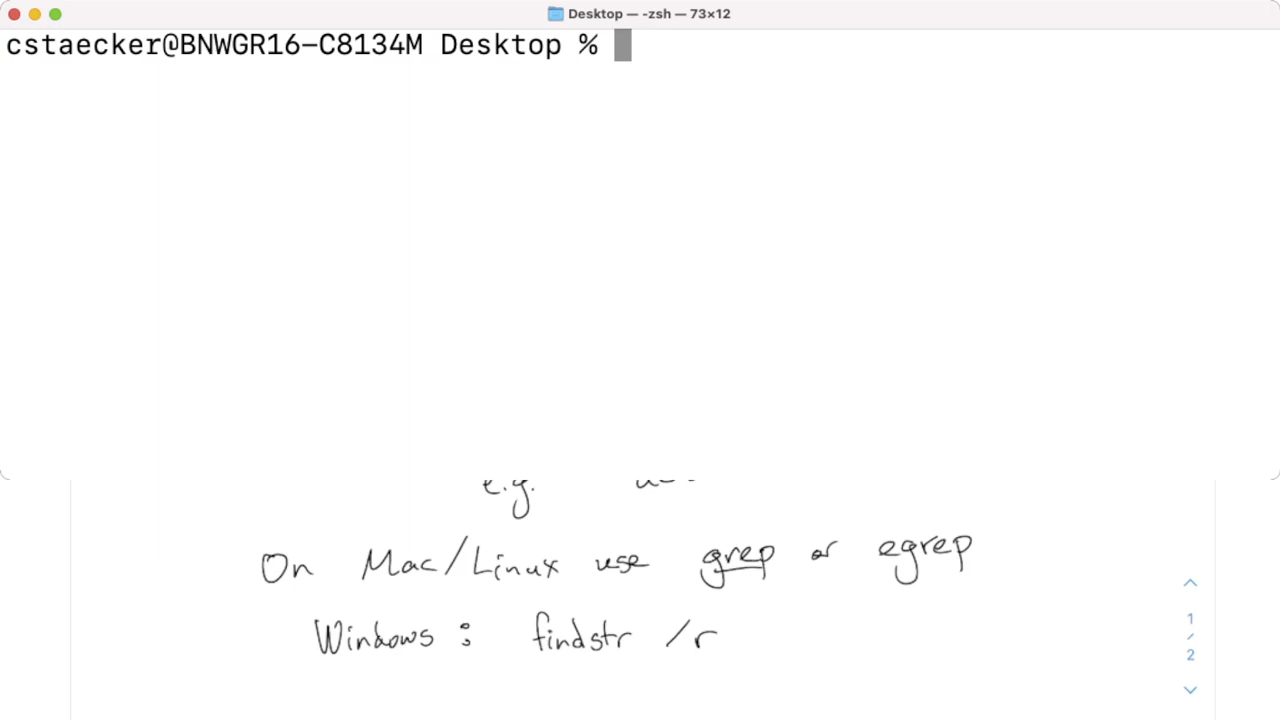 Desktop — -zsh — 73×12
cstaecker@BNWGR16-C8134M Desktop %
e.g.
On Mac/Linux use grep or egrep
Windows: findstr /r
1
/
2